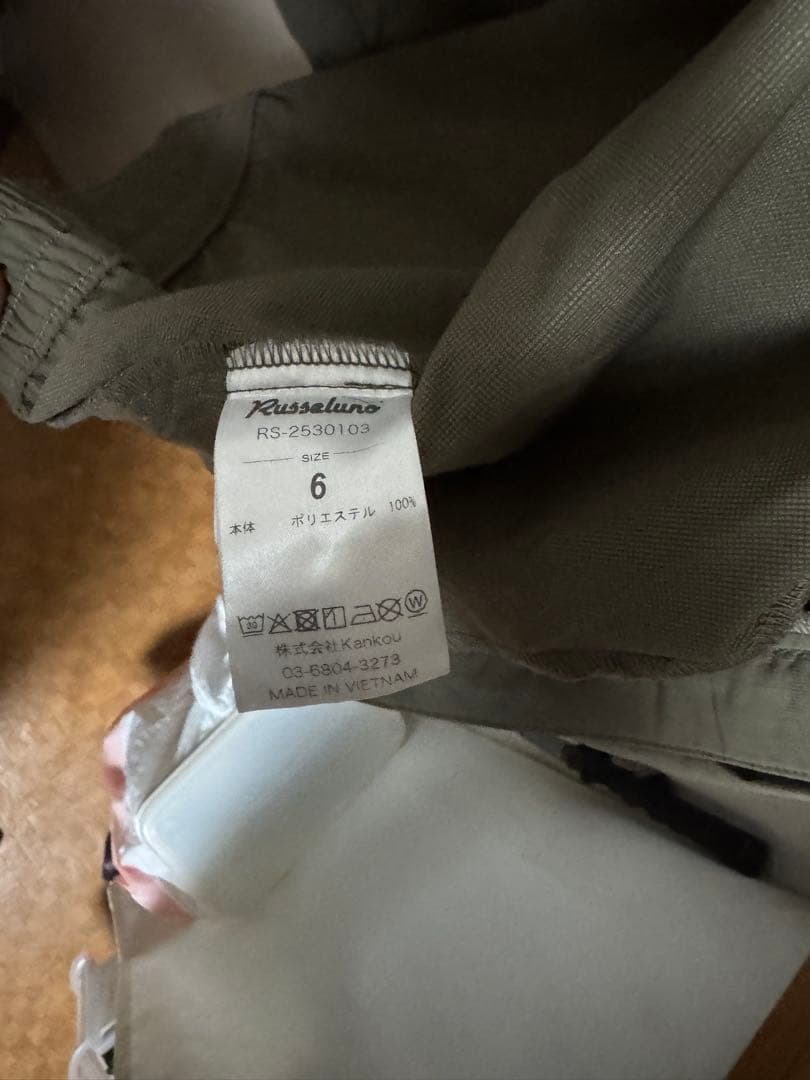 Russeluno
RS-2530103
SIZE
6
本体 ポリエステル 100%
30 W
株式会社Kankou
03-6804-3273
MADE IN VIETNAM